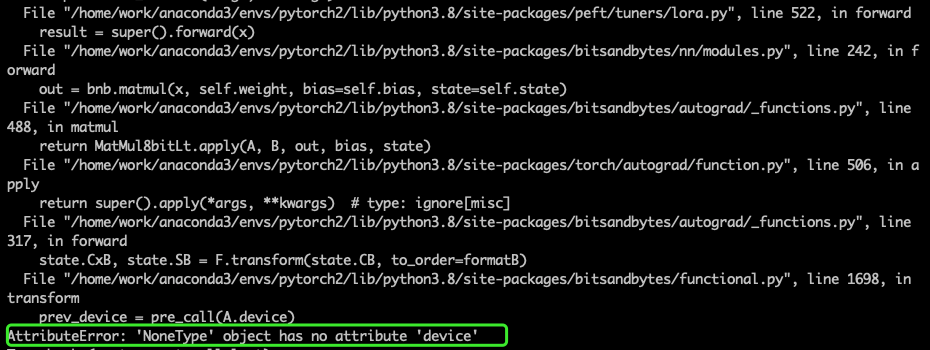 File "/home/work/anaconda3/envs/pytorch2/lib/python3.8/site-packages/peft/tuners/lora.py", line 522, in forward
result = super().forward(x)
File "/home/work/anaconda3/envs/pytorch2/lib/python3.8/site-packages/bitsandbytes/nn/modules.py", line 242, in f
orward
out = bnb.matmul(x, self.weight, bias=self.bias, state=self.state)
File "/home/work/anaconda3/envs/pytorch2/lib/python3.8/site-packages/bitsandbytes/autograd/_functions.py", line
488, in matmul
return MatMul8bitLt.apply(A, B, out, bias, state)
File "/home/work/anaconda3/envs/pytorch2/lib/python3.8/site-packages/torch/autograd/function.py", line 506, in a
pply
return super().apply(*args, **kwargs)  # type: ignore[misc]
File "/home/work/anaconda3/envs/pytorch2/lib/python3.8/site-packages/bitsandbytes/autograd/_functions.py", line
317, in forward
state.CxB, state.SB = F.transform(state.CB, to_order=formatB)
File "/home/work/anaconda3/envs/pytorch2/lib/python3.8/site-packages/bitsandbytes/functional.py", line 1698, in
transform
prev_device = pre_call(A.device)
AttributeError: 'NoneType' object has no attribute 'device'